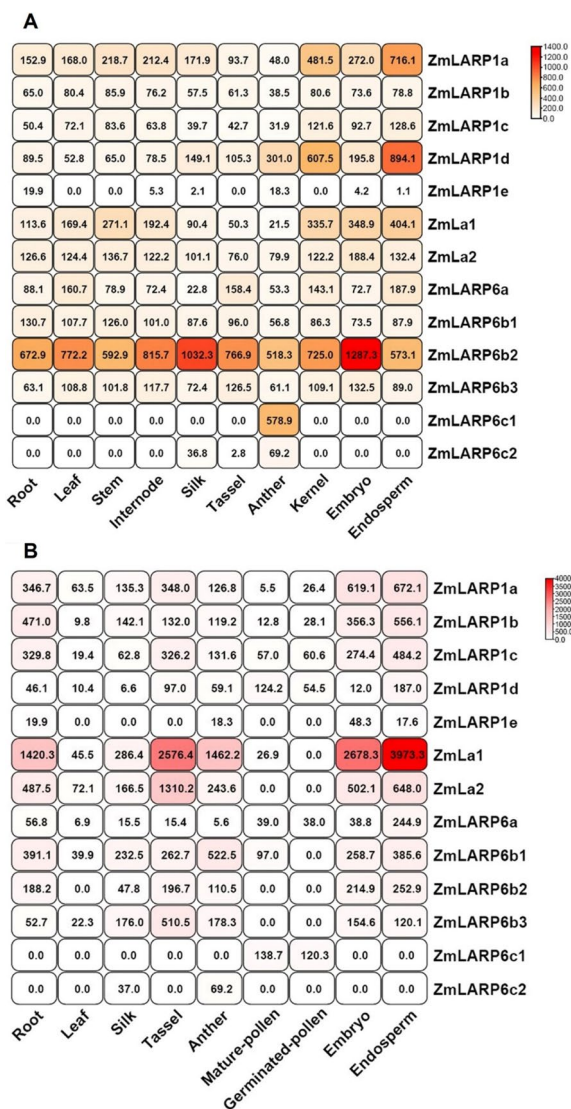 A
152.9 168.0 218.7 212.4 171.9 93.7 48.0 481.5 272.0 716.1 ZmLARP1a
65.0 80.4 85.9 76.2 57.5 61.3 38.5 80.6 73.6 78.8 ZmLARP1b
50.4 72.1 83.6 63.8 39.7 42.7 31.9 121.6 92.7 128.6 ZmLARP1c
89.5 52.8 65.0 78.5 149.1 105.3 301.0 607.5 195.8 894.1 ZmLARP1d
19.9 0.0 0.0 5.3 2.1 0.0 18.3 0.0 4.2 1.1 ZmLARP1e
113.6 169.4 271.1 192.4 90.4 50.3 21.5 335.7 348.9 404.1 ZmLa1
126.6 124.4 136.7 122.2 101.1 76.0 79.9 122.2 188.4 132.4 ZmLa2
88.1 160.7 78.9 72.4 22.8 158.4 53.3 143.1 72.7 187.9 ZmLARP6a
130.7 107.7 126.0 101.0 87.6 96.0 56.8 86.3 73.5 87.9 ZmLARP6b1
672.9 772.2 592.9 815.7 1032.3 766.9 518.3 725.0 1287.3 573.1 ZmLARP6b2
63.1 108.8 101.8 117.7 72.4 126.5 61.1 109.1 132.5 89.0 ZmLARP6b3
0.0 0.0 0.0 0.0 0.0 0.0 578.9 0.0 0.0 0.0 ZmLARP6c1
0.0 0.0 0.0 0.0 36.8 2.8 69.2 0.0 0.0 0.0 ZmLARP6c2
Root Leaf Stem Internode Silk Tassel Anther Kernel Embryo Endosperm
1400.0
1200.0
1000.0
800.0
600.0
400.0
200.0
0.0
B
346.7 63.5 135.3 348.0 126.8 5.5 26.4 619.1 672.1 ZmLARP1a
471.0 9.8 142.1 132.0 119.2 12.8 28.1 356.3 556.1 ZmLARP1b
329.8 19.4 62.8 326.2 131.6 57.0 60.6 274.4 484.2 ZmLARP1c
46.1 10.4 6.6 97.0 59.1 124.2 54.5 12.0 187.0 ZmLARP1d
19.9 0.0 0.0 0.0 18.3 0.0 0.0 48.3 17.6 ZmLARP1e
1420.3 45.5 286.4 2576.4 1462.2 26.9 0.0 2678.3 3973.3 ZmLa1
487.5 72.1 166.5 1310.2 243.6 0.0 0.0 502.1 648.0 ZmLa2
56.8 6.9 15.5 15.4 5.6 39.0 38.0 38.8 244.9 ZmLARP6a
391.1 39.9 232.5 262.7 522.5 97.0 0.0 258.7 385.6 ZmLARP6b1
188.2 0.0 47.8 196.7 110.5 0.0 0.0 214.9 252.9 ZmLARP6b2
52.7 22.3 176.0 510.5 178.3 0.0 0.0 154.6 120.1 ZmLARP6b3
0.0 0.0 0.0 0.0 0.0 138.7 120.3 0.0 0.0 ZmLARP6c1
0.0 0.0 37.0 0.0 69.2 0.0 0.0 0.0 0.0 ZmLARP6c2
Root Leaf Silk Tassel Anther Mature-pollen Germinated-pollen Embryo Endosperm